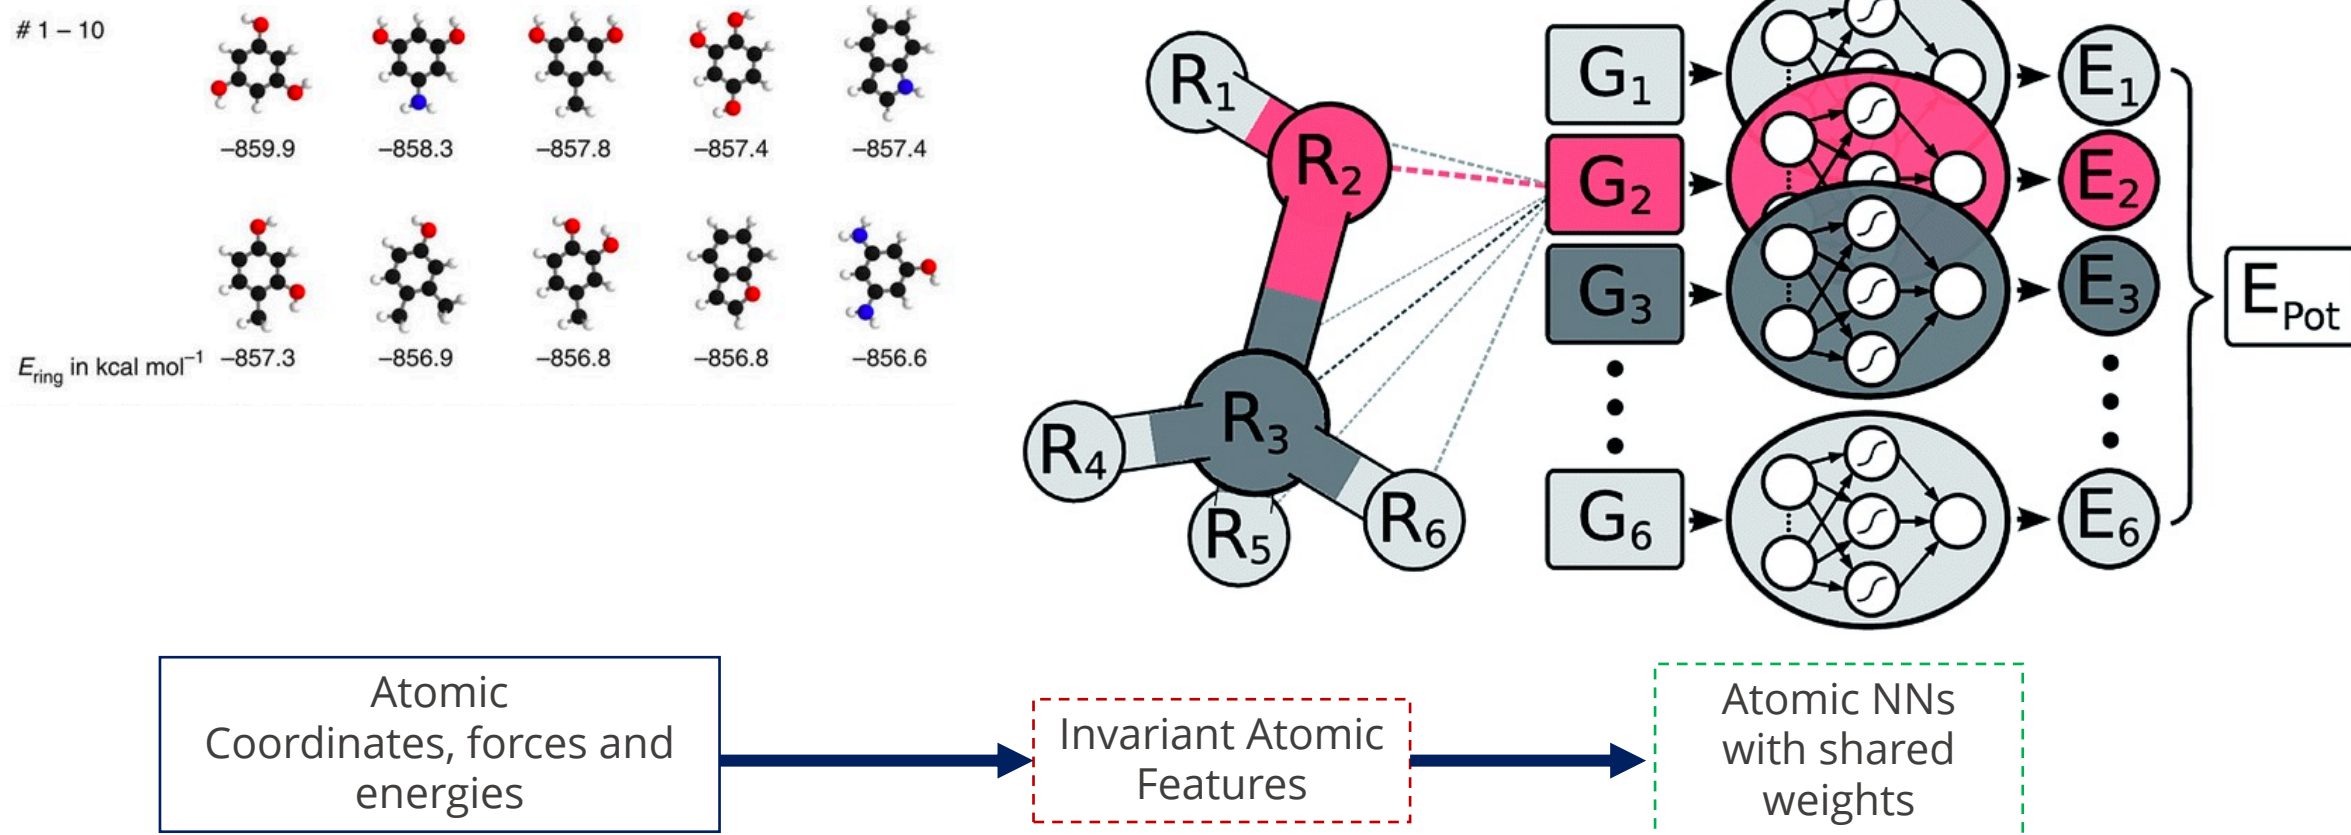 # 1 – 10
–859.9 –858.3 –857.8 –857.4 –857.4
–857.3 –856.9 –856.8 –856.8 –856.6
Ering in kcal mol–1
R1
R2
R3
R4
R5
R6
G1
G2
G3
G6
E1
E2
E3
E6
EPot
Atomic
Coordinates, forces and
energies
Invariant Atomic
Features
Atomic NNs
with shared
weights